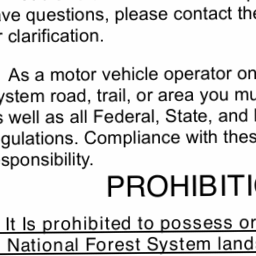 ave questions, please contact the
r clarification.
As a motor vehicle operator on
ystem road, trail, or area you mu
s well as all Federal, State, and
gulations. Compliance with thes
sponsibility.
PROHIBITI
It Is prohibited to possess or
National Forest System land